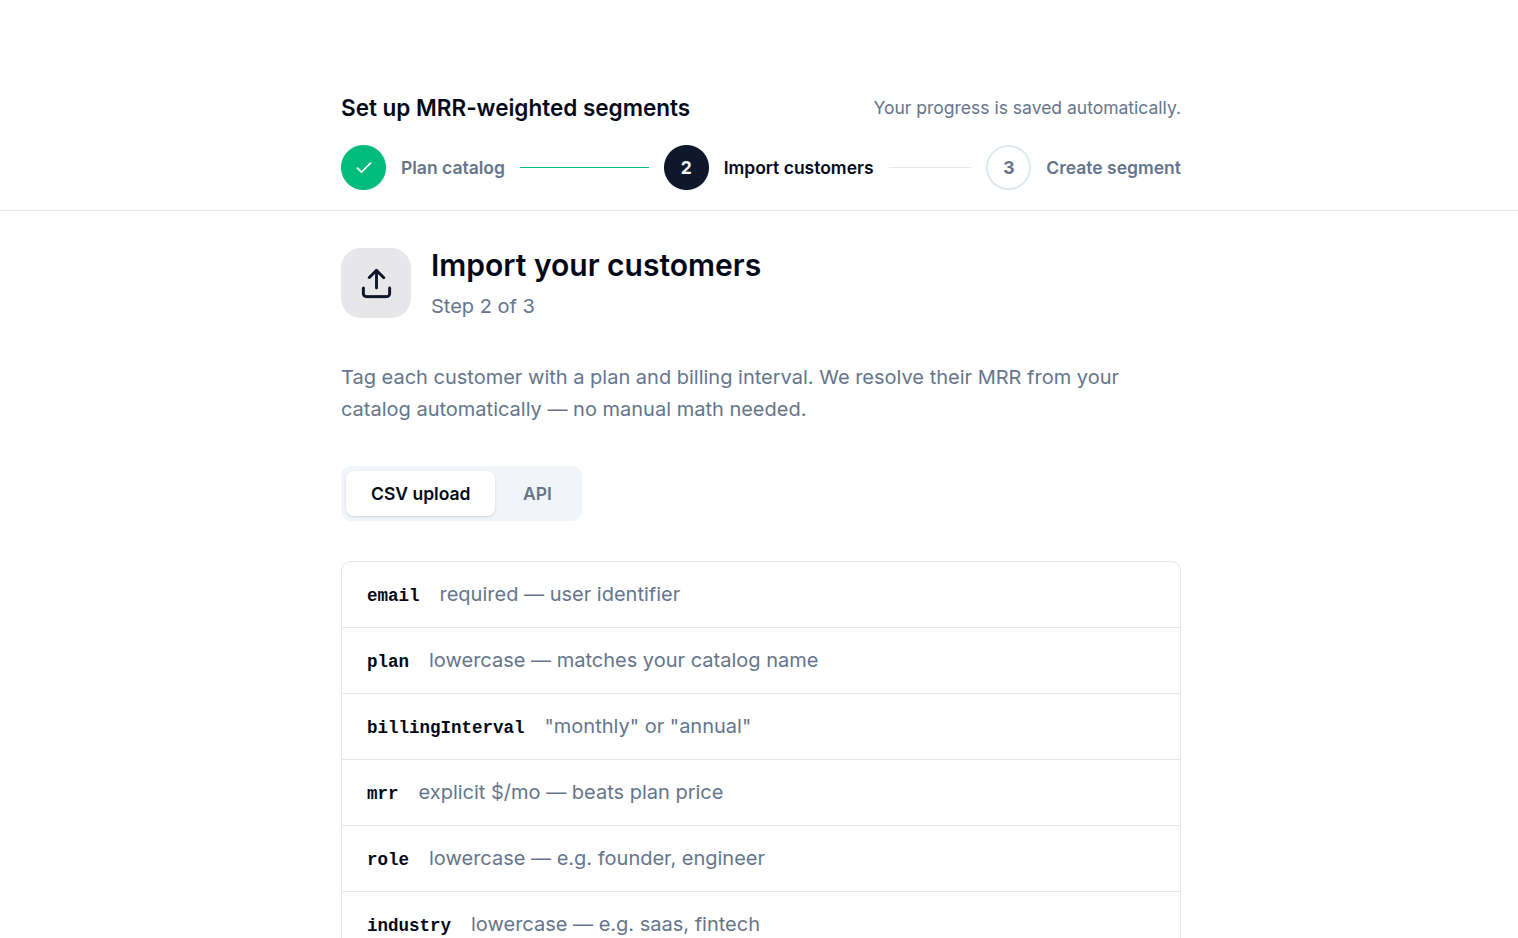 Set up MRR-weighted segments
Your progress is saved automatically.
Plan catalog
2
Import customers
3
Create segment
Import your customers
Step 2 of 3
Tag each customer with a plan and billing interval. We resolve their MRR from your
catalog automatically — no manual math needed.
CSV upload
API
email required — user identifier
plan lowercase — matches your catalog name
billingInterval "monthly" or "annual"
mrr explicit $/mo — beats plan price
role lowercase — e.g. founder, engineer
industry lowercase — e.g. saas, fintech